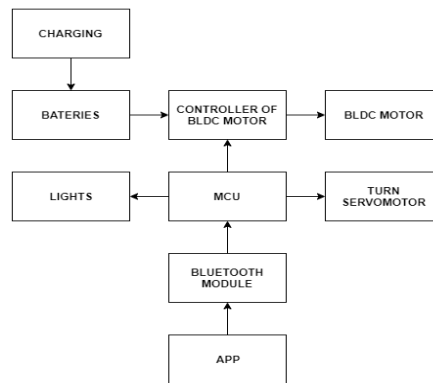 CHARGING
BATERIES
CONTROLLER OF
BLDC MOTOR
BLDC MOTOR
LIGHTS
MCU
TURN
SERVOMOTOR
BLUETOOTH
MODULE
APP